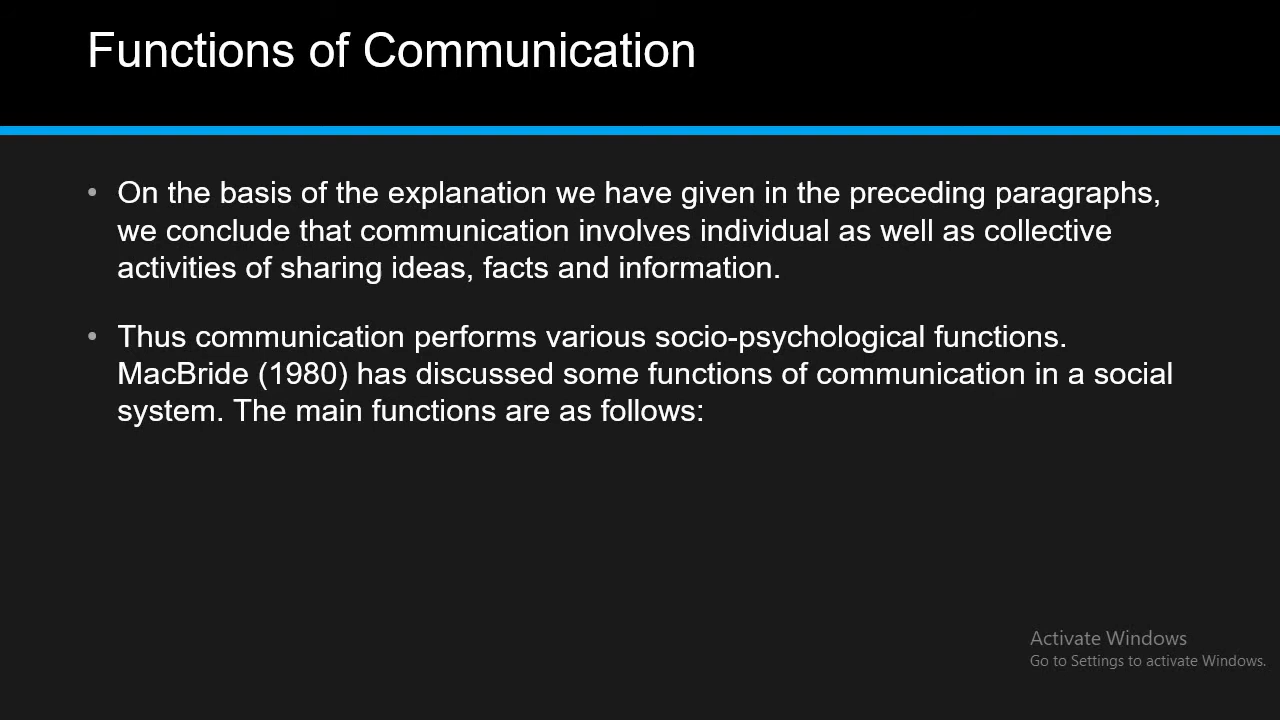 Functions of Communication
• On the basis of the explanation we have given in the preceding paragraphs,
we conclude that communication involves individual as well as collective
activities of sharing ideas, facts and information.
• Thus communication performs various socio-psychological functions.
MacBride (1980) has discussed some functions of communication in a social
system. The main functions are as follows:
Activate Windows
Go to Settings to activate Windows.